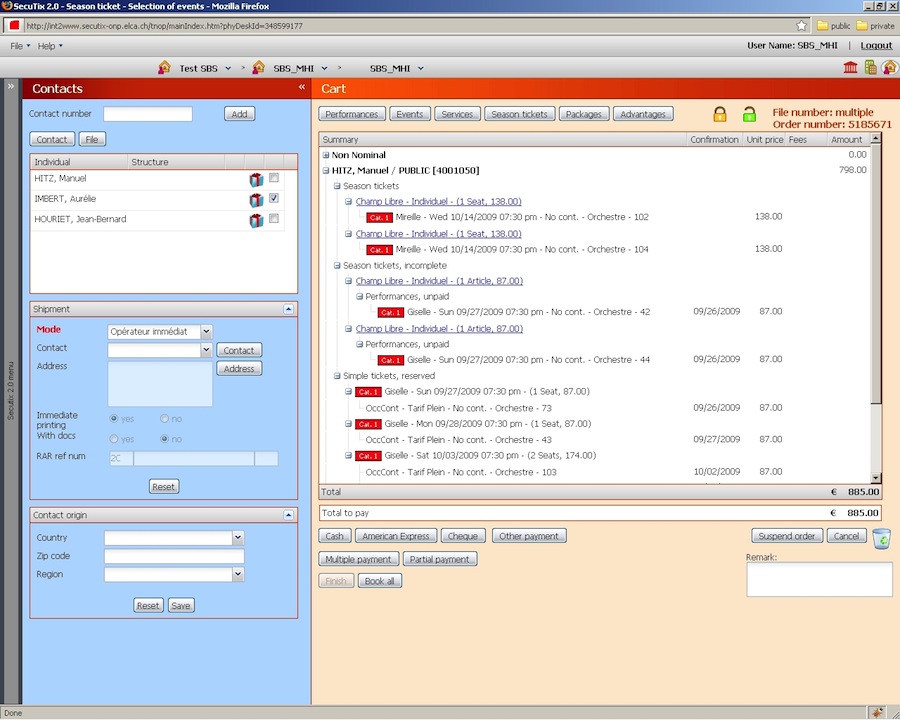 SecuTix 2.0 - Season ticket - Selection of events - Mozilla Firefox
http://int2www.secutix-onp.elca.ch/tnop/mainIndex.htm?phyDeskId=348599177
public private
File Help User Name: SBS_MHI | Logout
Test SBS > SBS_MHI > SBS_MHI
» Contacts «
Cart
Contact number Add
Contact File
Individual Structure
HITZ, Manuel
IMBERT, Aurélie
HOURIET, Jean-Bernard
Secutix 2.0 menu
Shipment
Mode Opérateur immédiat
Contact Contact
Address Address
Immediate printing yes no
With docs yes no
RAR ref num 2C
Reset
Contact origin
Country
Zip code
Region
Reset Save
Performances Events Services Season tickets Packages Advantages
File number: multiple
Order number: 5185671
Summary Confirmation Unit price Fees Amount
Non Nominal 0.00
HITZ, Manuel / PUBLIC [4001050] 798.00
Season tickets
Champ Libre - Individuel - (1 Seat, 138.00)
Cat. 1 Mireille - Wed 10/14/2009 07:30 pm - No cont. - Orchestre - 102 138.00
Champ Libre - Individuel - (1 Seat, 138.00)
Cat. 1 Mireille - Wed 10/14/2009 07:30 pm - No cont. - Orchestre - 104 138.00
Season tickets, incomplete
Champ Libre - Individuel - (1 Article, 87.00)
Performances, unpaid
Cat. 1 Giselle - Sun 09/27/2009 07:30 pm - No cont. - Orchestre - 42 09/26/2009 87.00
Champ Libre - Individuel - (1 Article, 87.00)
Performances, unpaid
Cat. 1 Giselle - Sun 09/27/2009 07:30 pm - No cont. - Orchestre - 44 09/26/2009 87.00
Simple tickets, reserved
Cat. 1 Giselle - Sun 09/27/2009 07:30 pm - (1 Seat, 87.00)
OccCont - Tarif Plein - No cont. - Orchestre - 73 09/26/2009 87.00
Cat. 1 Giselle - Mon 09/28/2009 07:30 pm - (1 Seat, 87.00)
OccCont - Tarif Plein - No cont. - Orchestre - 43 09/27/2009 87.00
Cat. 1 Giselle - Sat 10/03/2009 07:30 pm - (2 Seats, 174.00)
OccCont - Tarif Plein - No cont. - Orchestre - 103 10/02/2009 87.00
Total € 885.00
Total to pay € 885.00
Cash American Express Cheque Other payment Suspend order Cancel
Multiple payment Partial payment
Finish Book all
Remark:
Done